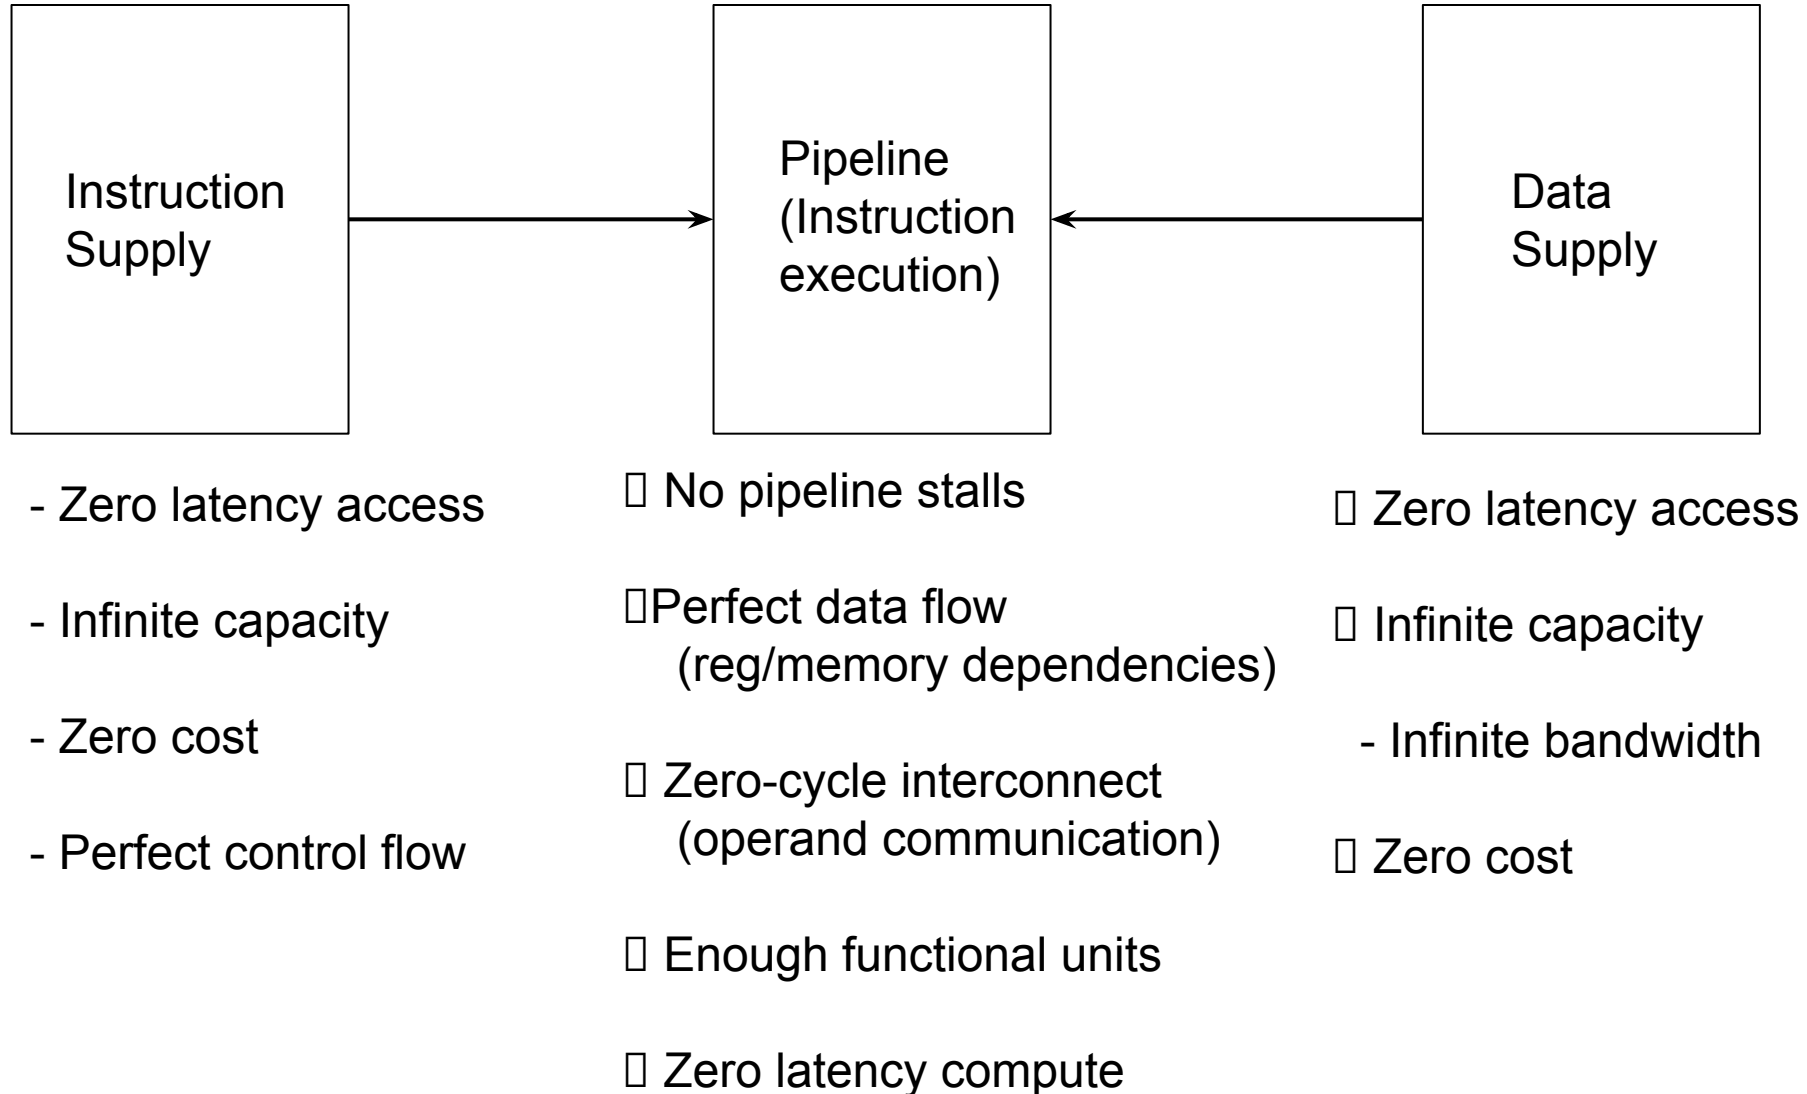 Instruction
Supply
Pipeline
(Instruction
execution)
Data
Supply
- Zero latency access
- Infinite capacity
- Zero cost
- Perfect control flow
▯ No pipeline stalls
▯Perfect data flow
(reg/memory dependencies)
▯ Zero-cycle interconnect
(operand communication)
▯ Enough functional units
▯ Zero latency compute
▯ Zero latency access
▯ Infinite capacity
- Infinite bandwidth
▯ Zero cost